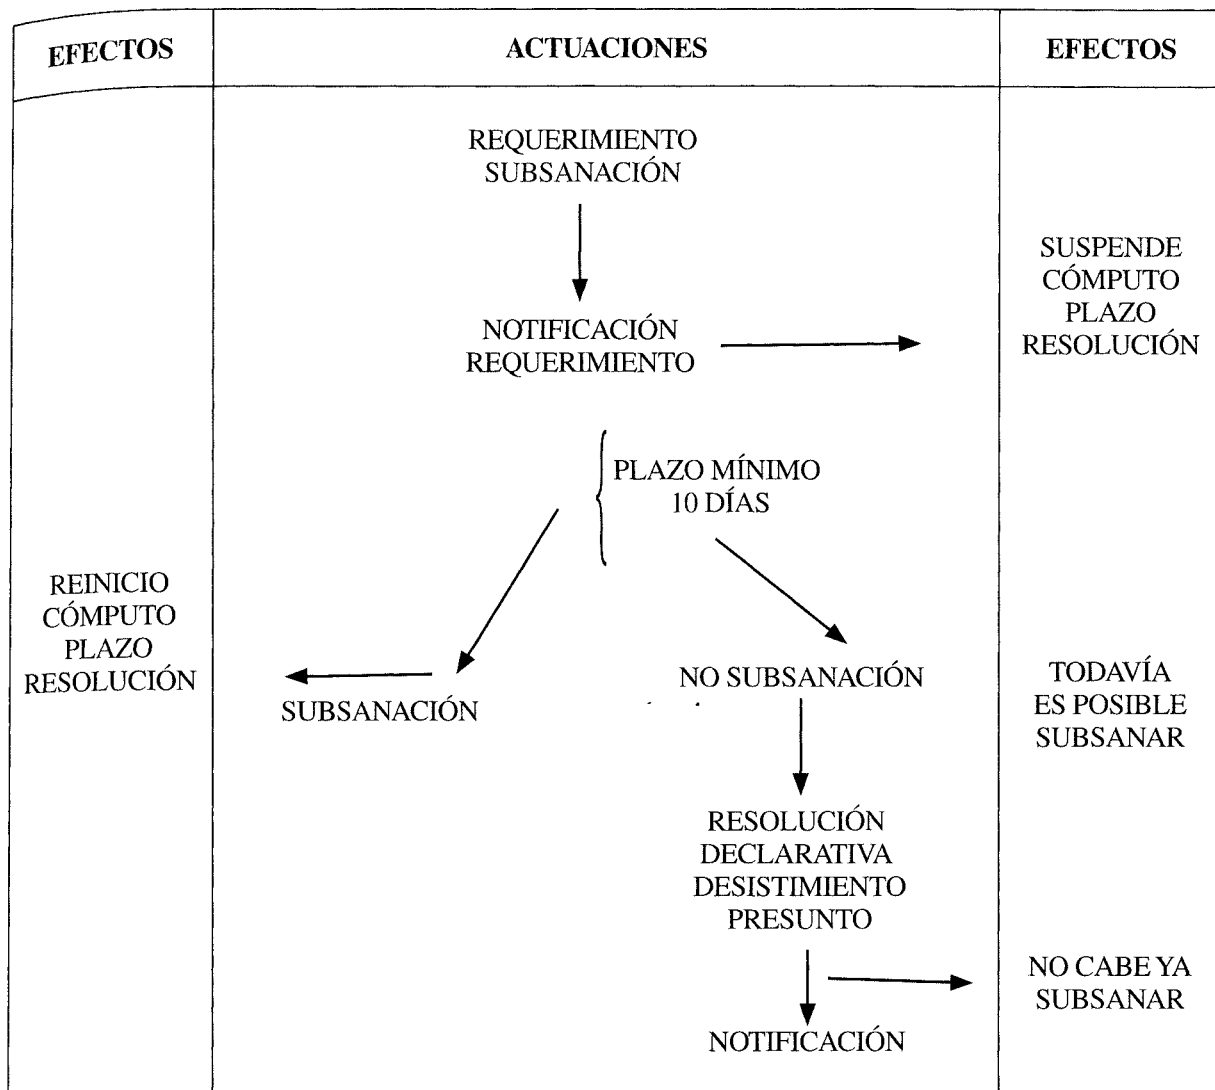 EFECTOS
ACTUACIONES
EFECTOS
REQUERIMIENTO
SUBSANACIÓN
NOTIFICACIÓN
REQUERIMIENTO
SUSPENDE
CÓMPUTO
PLAZO
RESOLUCIÓN
PLAZO MÍNIMO
10 DÍAS
REINICIO
CÓMPUTO
PLAZO
RESOLUCIÓN
SUBSANACIÓN
NO SUBSANACIÓN
TODAVÍA
ES POSIBLE
SUBSANAR
RESOLUCIÓN
DECLARATIVA
DESISTIMIENTO
PRESUNTO
NO CABE YA
SUBSANAR
NOTIFICACIÓN